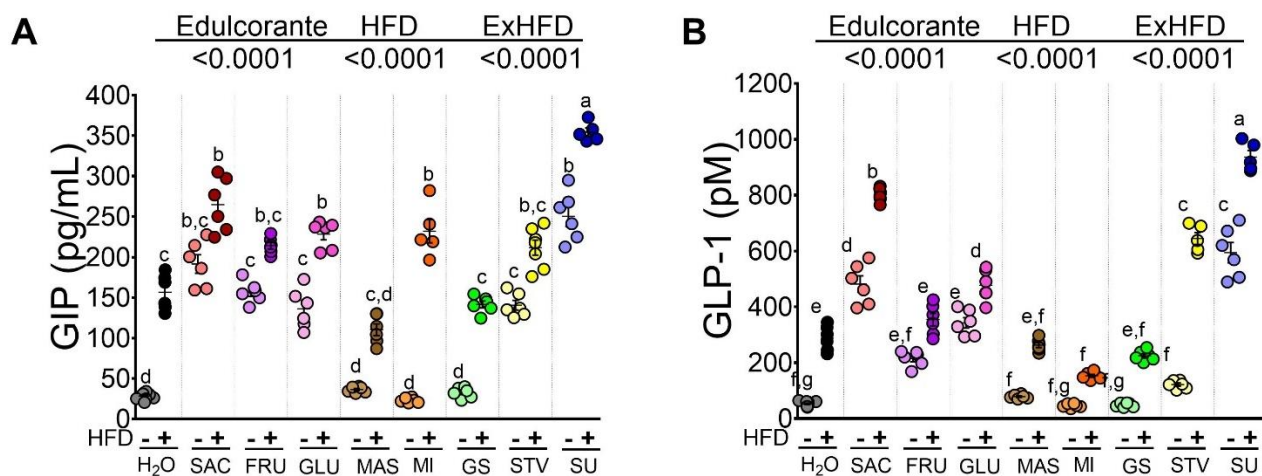 A
Edulcorante HFD ExHFD
<0.0001 <0.0001 <0.0001
GIP (pg/mL)
400
350
300
250
200
150
100
50
0
d c b,c b c b,c c b d c,d d b d c c b,c b a
HFD - + - + - + - + - + - + - + - + - +
H2O SAC FRU GLU MAS MI GS STV SU
B
Edulcorante HFD ExHFD
<0.0001 <0.0001 <0.0001
GLP-1 (pM)
1200
1000
800
600
400
200
0
f,g e d b e,f e e d f e f,g f f,g e,f f c c a
HFD - + - + - + - + - + - + - + - + - +
H2O SAC FRU GLU MAS MI GS STV SU